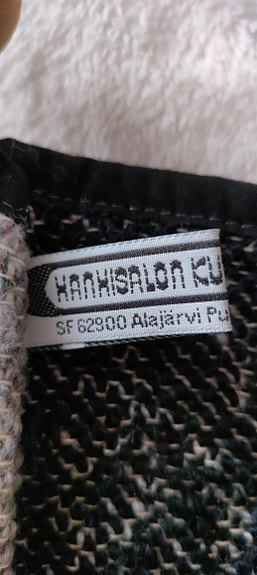 HANKISALON KU
SF 62900 Alajärvi Pu